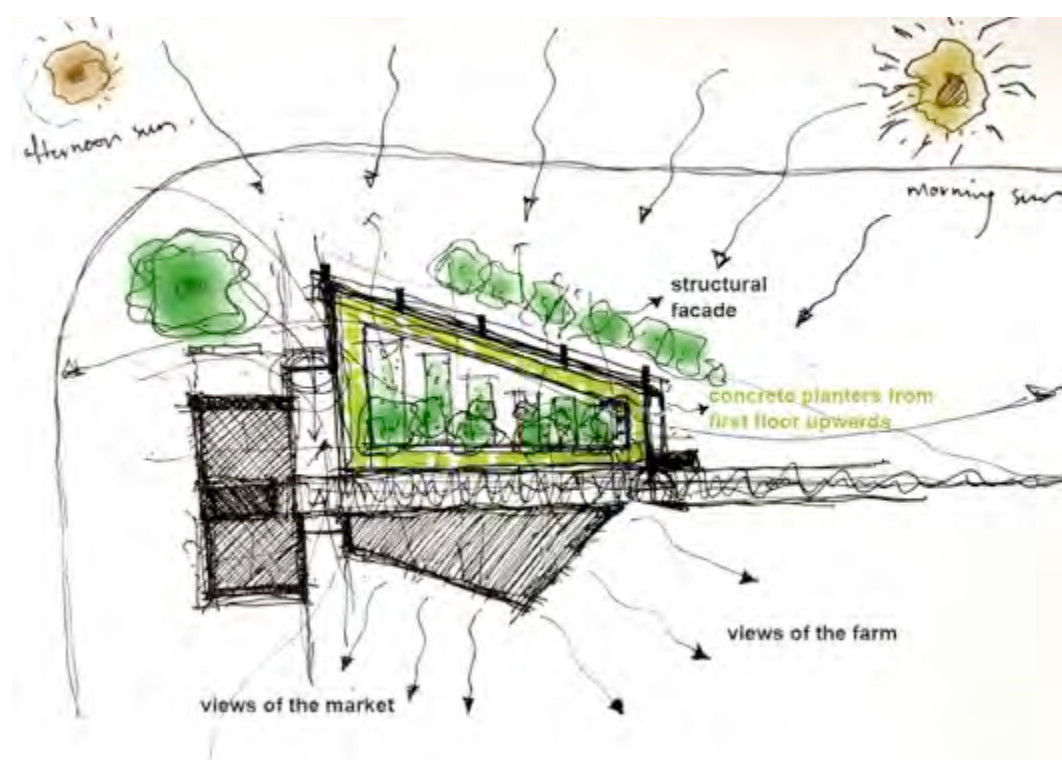 afternoon sun.
morning sun
structural
facade
concrete planters from
first floor upwards
views of the farm
views of the market